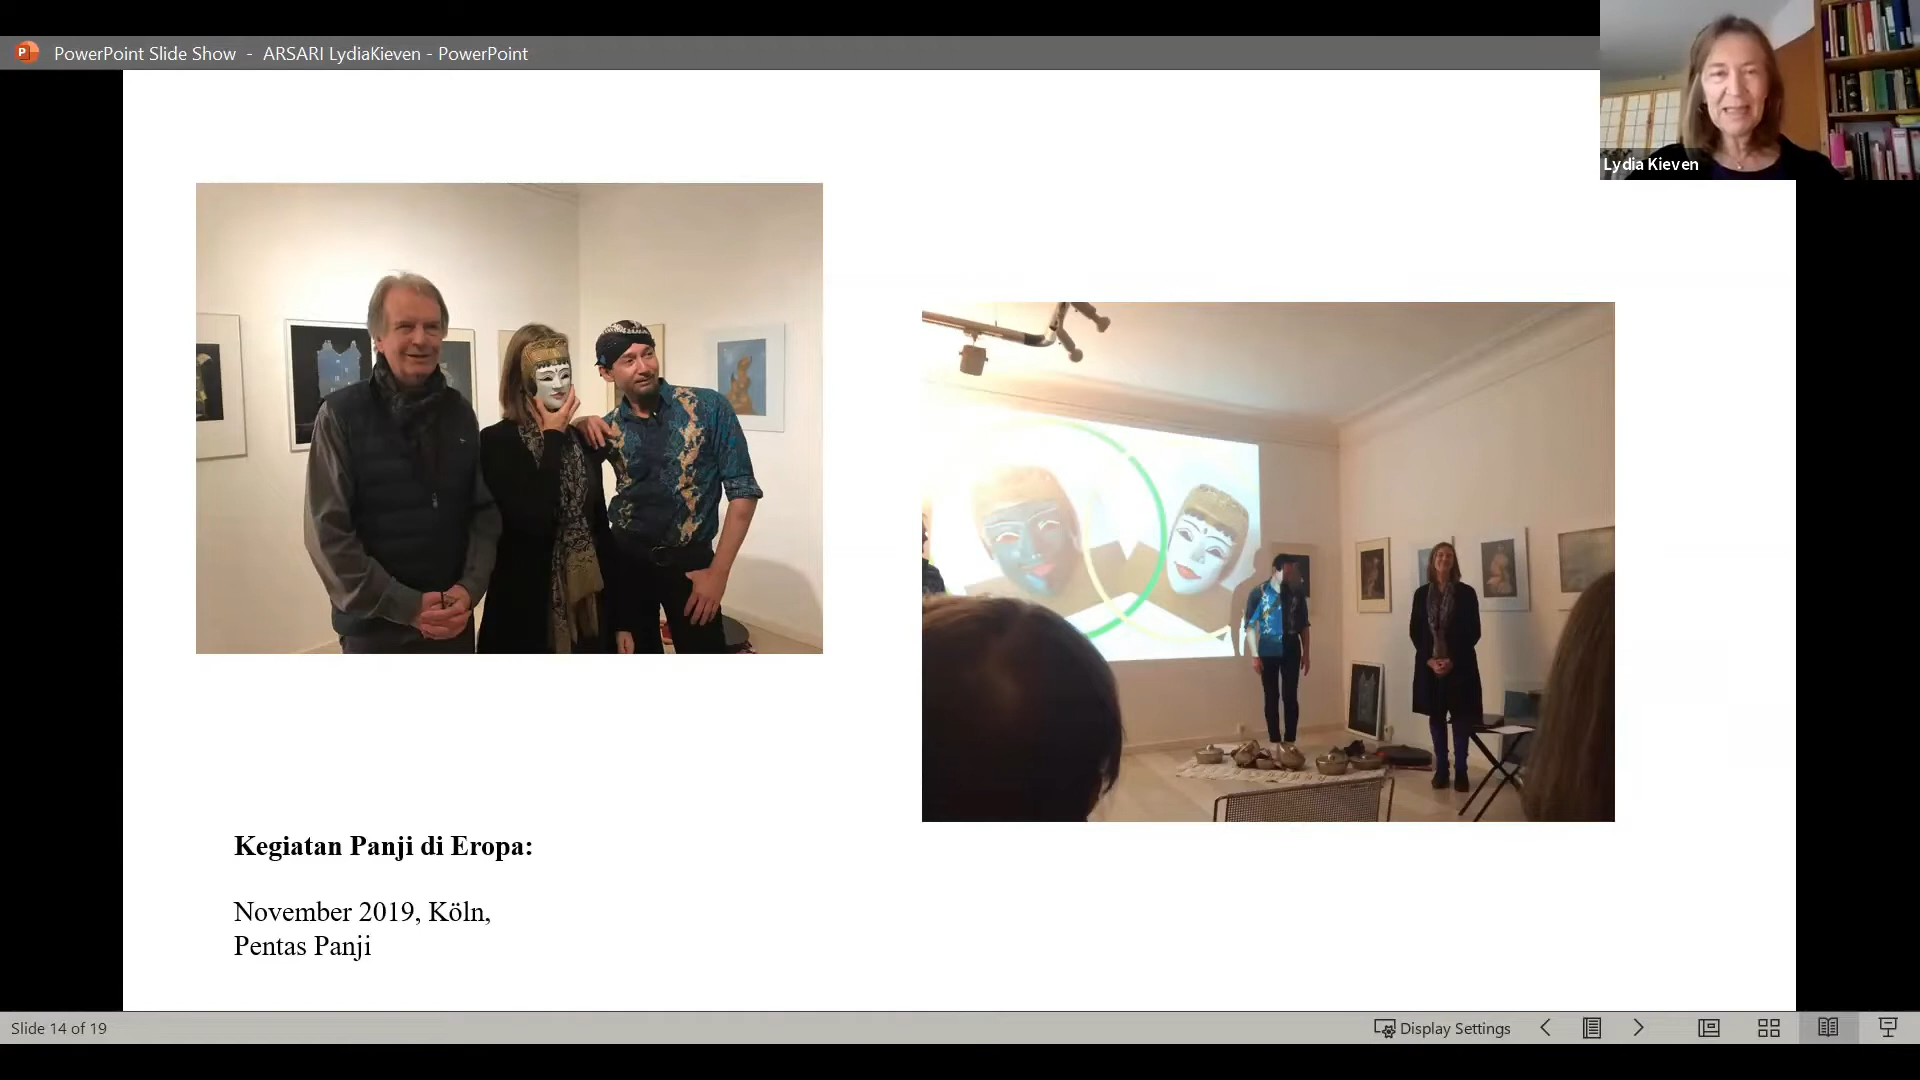 PowerPoint Slide Show - ARSARI LydiaKieven - PowerPoint
Lydia Kieven
Kegiatan Panji di Eropa:
November 2019, Köln,
Pentas Panji
Slide 14 of 19
Display Settings